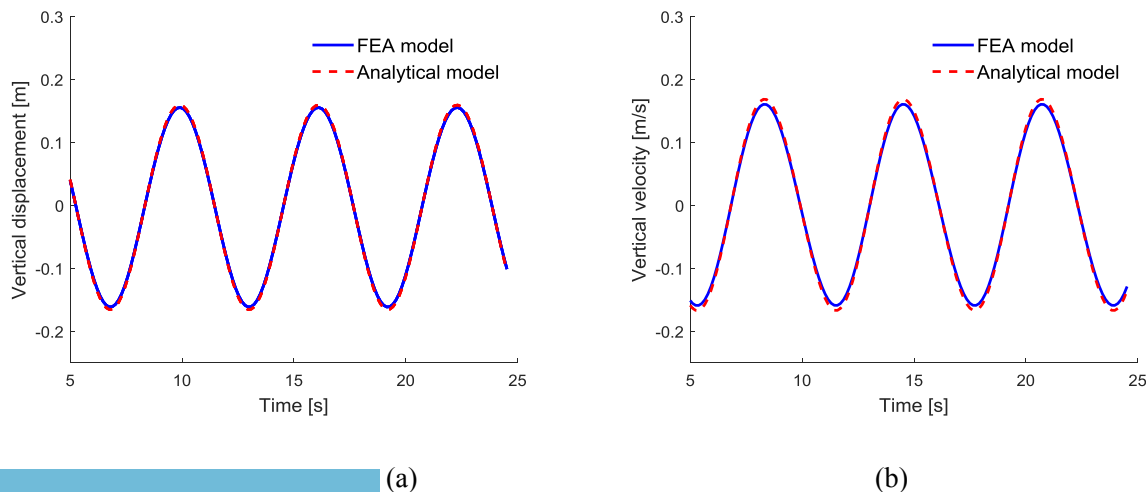 0.3
0.2
0.1
0
-0.1
-0.2
Vertical displacement [m]
FEA model
Analytical model
5
10
15
20
25
Time [s]
(a)
0.3
0.2
0.1
0
-0.1
-0.2
Vertical velocity [m/s]
FEA model
Analytical model
5
10
15
20
25
Time [s]
(b)